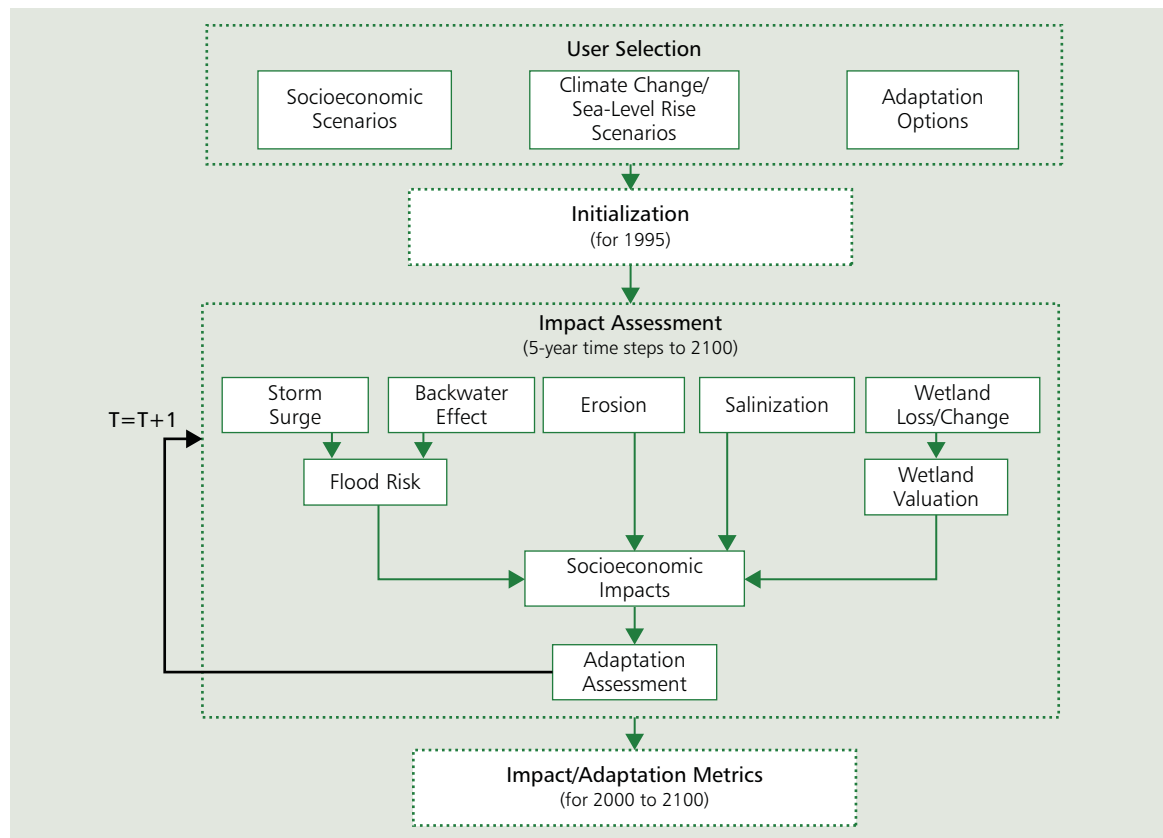 User Selection
Socioeconomic
Scenarios
Climate Change/
Sea-Level Rise
Scenarios
Adaptation
Options
Initialization
(for 1995)
Impact Assessment
(5-year time steps to 2100)
Storm
Surge
Backwater
Effect
Erosion
Salinization
Wetland
Loss/Change
T=T+1
Flood Risk
Wetland
Valuation
Socioeconomic
Impacts
Adaptation
Assessment
Impact/Adaptation Metrics
(for 2000 to 2100)